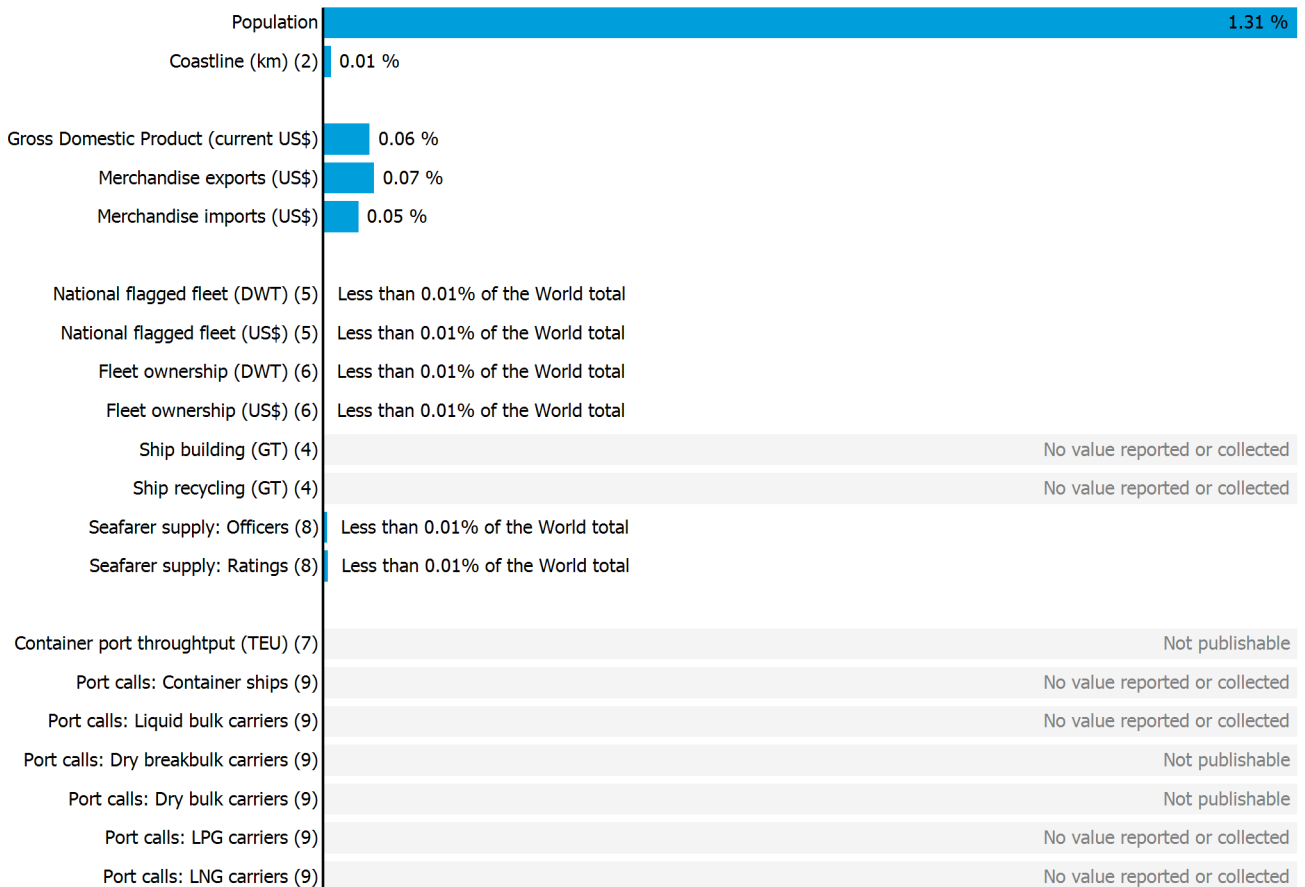 Population 1.31 %
Coastline (km) (2) 0.01 %
Gross Domestic Product (current US$) 0.06 %
Merchandise exports (US$) 0.07 %
Merchandise imports (US$) 0.05 %
National flagged fleet (DWT) (5) Less than 0.01% of the World total
National flagged fleet (US$) (5) Less than 0.01% of the World total
Fleet ownership (DWT) (6) Less than 0.01% of the World total
Fleet ownership (US$) (6) Less than 0.01% of the World total
Ship building (GT) (4) No value reported or collected
Ship recycling (GT) (4) No value reported or collected
Seafarer supply: Officers (8) Less than 0.01% of the World total
Seafarer supply: Ratings (8) Less than 0.01% of the World total
Container port throughtput (TEU) (7) Not publishable
Port calls: Container ships (9) No value reported or collected
Port calls: Liquid bulk carriers (9) No value reported or collected
Port calls: Dry breakbulk carriers (9) Not publishable
Port calls: Dry bulk carriers (9) Not publishable
Port calls: LPG carriers (9) No value reported or collected
Port calls: LNG carriers (9) No value reported or collected